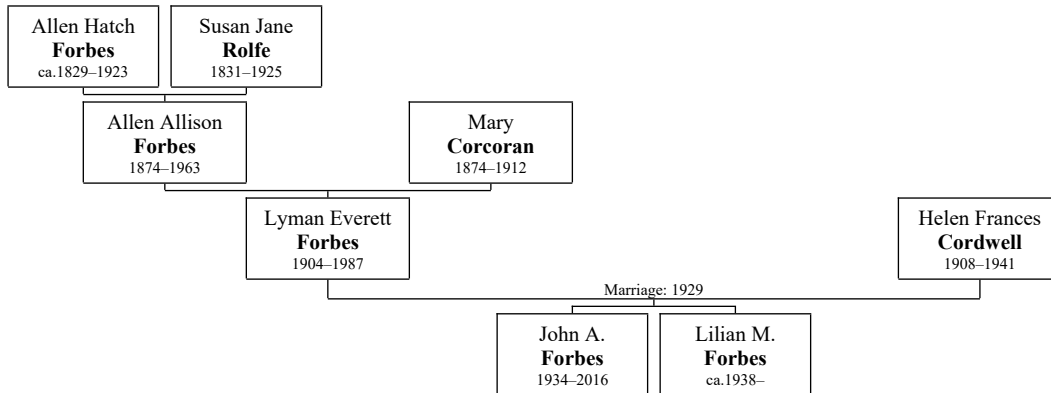 Allen Hatch
Forbes
ca.1829–1923
Susan Jane
Rolfe
1831–1925
Allen Allison
Forbes
1874–1963
Mary
Corcoran
1874–1912
Lyman Everett
Forbes
1904–1987
Helen Frances
Cordwell
1908–1941
Marriage: 1929
John A.
Forbes
1934–2016
Lilian M.
Forbes
ca.1938–